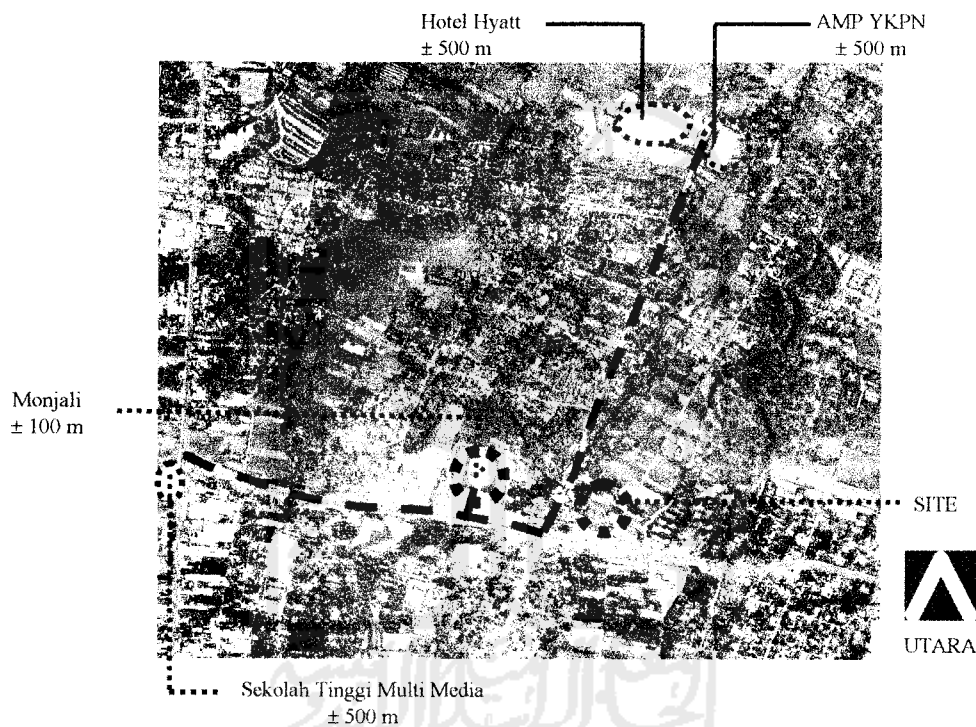 Hotel Hyatt
± 500 m
AMP YKPN
± 500 m
Monjali
± 100 m
SITE
UTARA
Sekolah Tinggi Multi Media
± 500 m